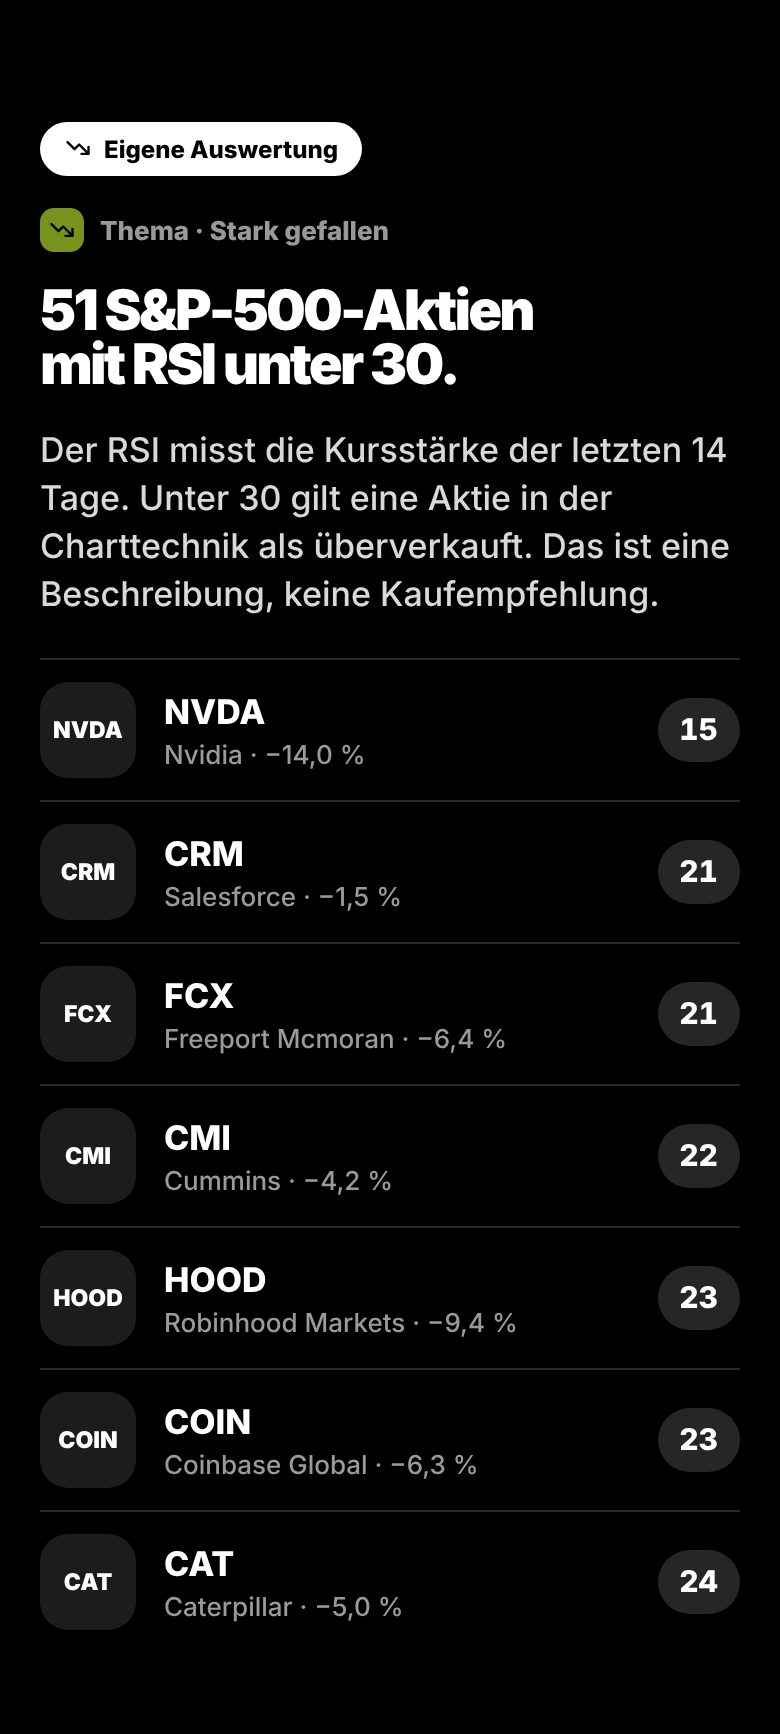 Eigene Auswertung
Thema · Stark gefallen
51 S&P-500-Aktien
mit RSI unter 30.
Der RSI misst die Kursstärke der letzten 14
Tage. Unter 30 gilt eine Aktie in der
Charttechnik als überverkauft. Das ist eine
Beschreibung, keine Kaufempfehlung.
NVDA
NVDA
Nvidia · −14,0 %
15
CRM
CRM
Salesforce · −1,5 %
21
FCX
FCX
Freeport Mcmoran · −6,4 %
21
CMI
CMI
Cummins · −4,2 %
22
HOOD
HOOD
Robinhood Markets · −9,4 %
23
COIN
COIN
Coinbase Global · −6,3 %
23
CAT
CAT
Caterpillar · −5,0 %
24